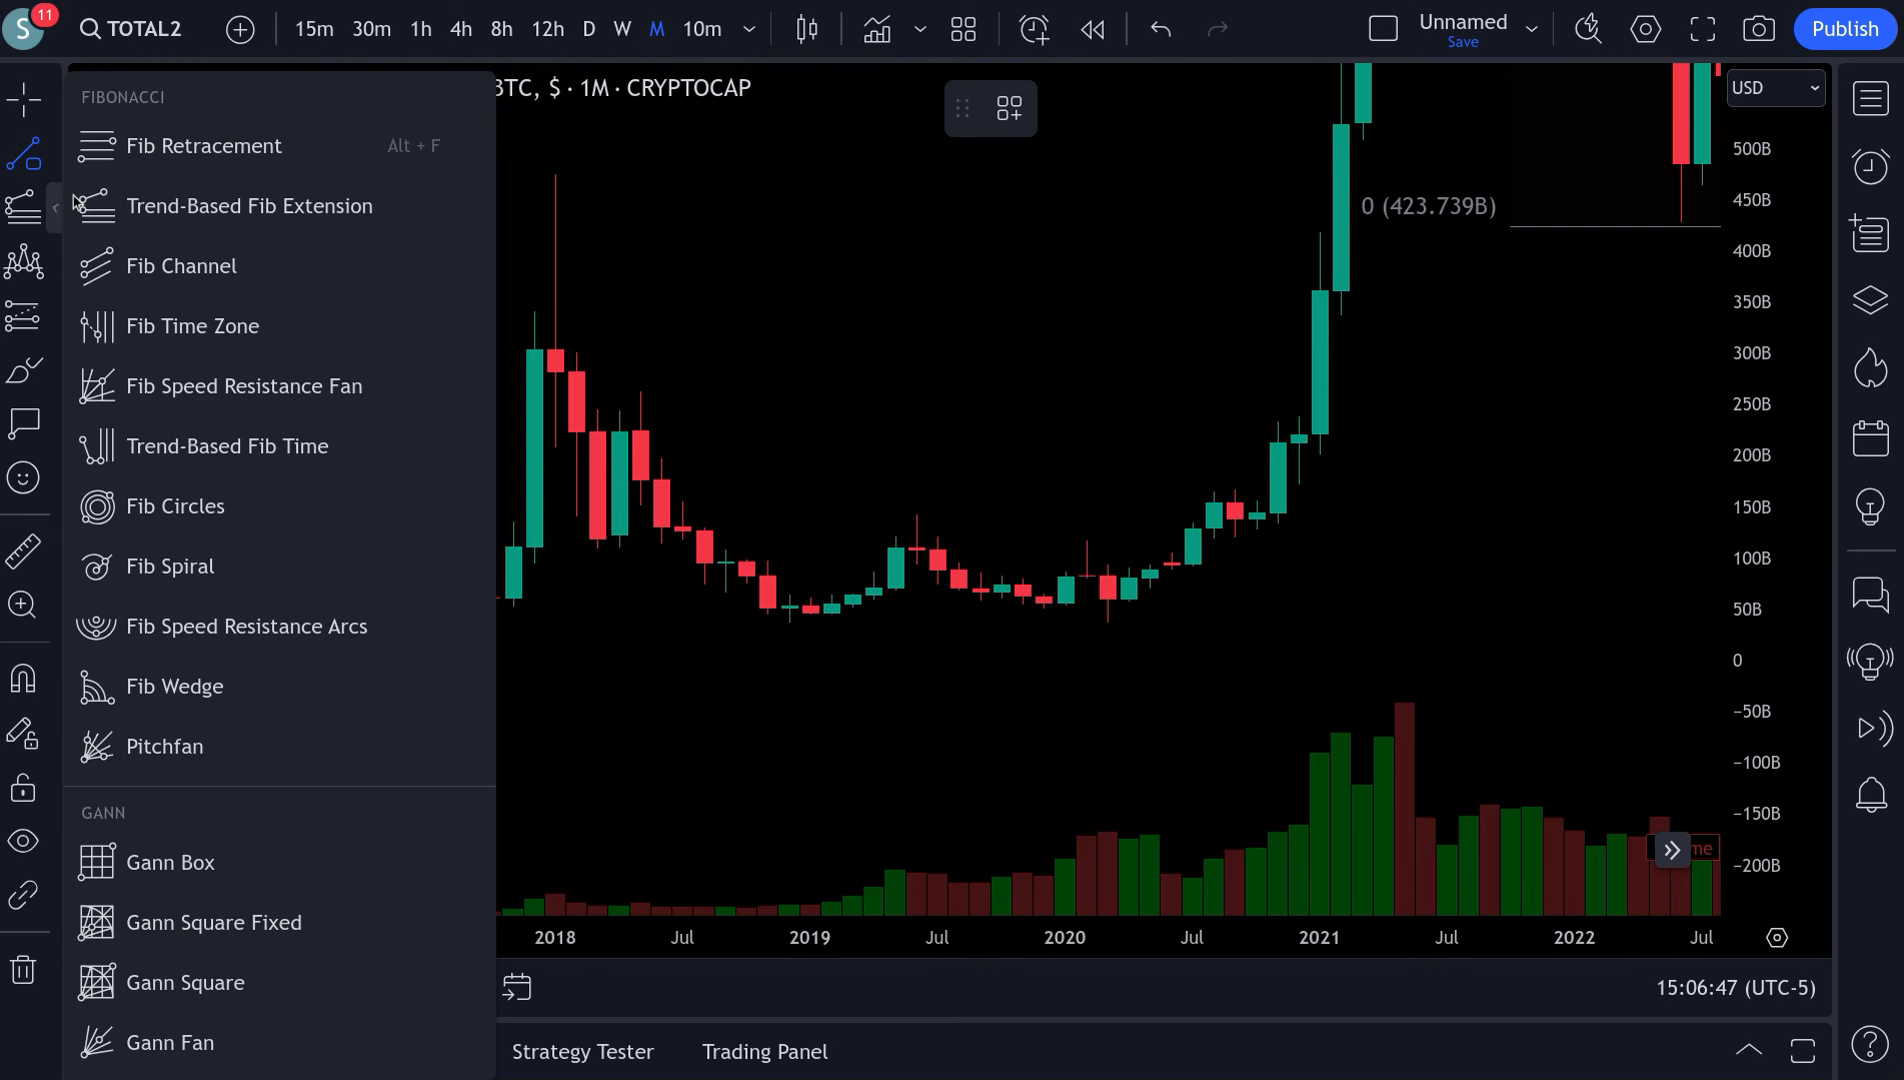 S
11
TOTAL2
15m 30m 1h 4h 8h 12h D W M 10m
Unnamed
Save
Publish
FIBONACCI
Fib Retracement Alt + F
Trend-Based Fib Extension
Fib Channel
Fib Time Zone
Fib Speed Resistance Fan
Trend-Based Fib Time
Fib Circles
Fib Spiral
Fib Speed Resistance Arcs
Fib Wedge
Pitchfan
GANN
Gann Box
Gann Square Fixed
Gann Square
Gann Fan
BTC, $ · 1M · CRYPTOCAP
USD
0 (423.739B)
500B
450B
400B
350B
300B
250B
200B
150B
100B
50B
0
−50B
−100B
−150B
−200B
me
2018 Jul 2019 Jul 2020 Jul 2021 Jul 2022 Jul
15:06:47 (UTC-5)
Strategy Tester Trading Panel